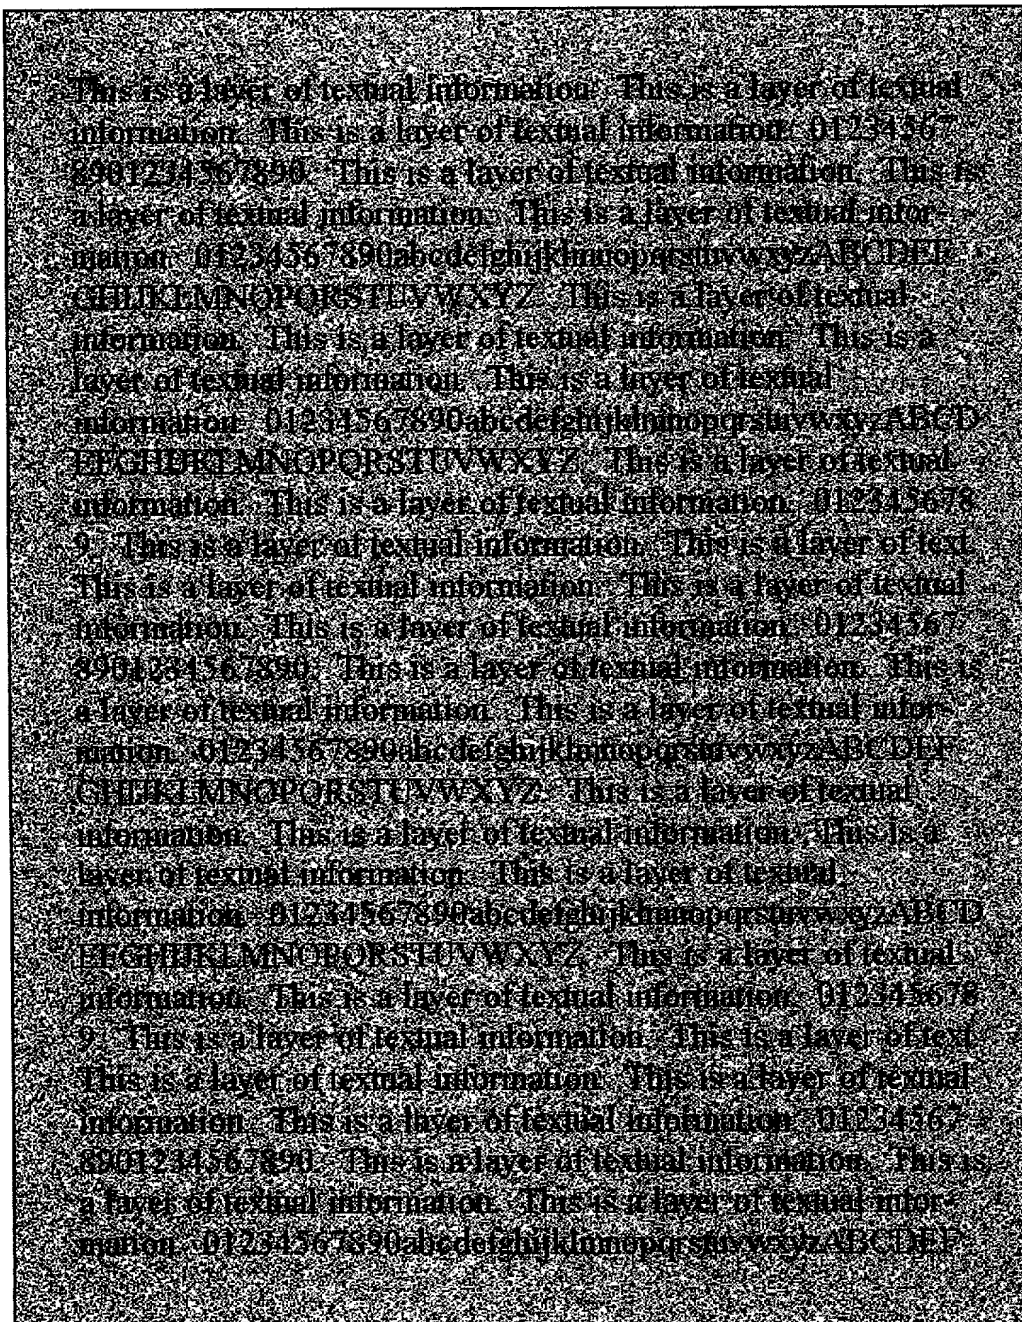 This is a layer of textual information. This is a layer of textual
information. This is a layer of textual information. 01234567
8901234567890. This is a layer of textual information. This is
a layer of textual information. This is a layer of textual infor-
mation. 01234567890abcdefghijklmnopqrstuvwxyzABCDEF
GHIJKLMNOPQRSTUVWXYZ. This is a layer of textual
information. This is a layer of textual information. This is a
layer of textual information. This is a layer of textual
information. 01234567890abcdefghijklmnopqrstuvwxyzABCD
EFGHIJKLMNOPQRSTUVWXYZ. This is a layer of textual
information. This is a layer of textual information. 012345678
9. This is a layer of textual information. This is a layer of text.
This is a layer of textual information. This is a layer of textual
information. This is a layer of textual information. 01234567
8901234567890. This is a layer of textual information. This is
a layer of textual information. This is a layer of textual infor-
mation. 01234567890abcdefghijklmnopqrstuvwxyzABCDEF
GHIJKLMNOPQRSTUVWXYZ. This is a layer of textual
information. This is a layer of textual information. This is a
layer of textual information. This is a layer of textual
information. 01234567890abcdefghijklmnopqrstuvwxyzABCD
EFGHIJKLMNOPQRSTUVWXYZ. This is a layer of textual
information. This is a layer of textual information. 012345678
9. This is a layer of textual information. This is a layer of text.
This is a layer of textual information. This is a layer of textual
information. This is a layer of textual information. 01234567
8901234567890. This is a layer of textual information. This is
a layer of textual information. This is a layer of textual infor-
mation. 01234567890abcdefghijklmnopqrstuvwxyzABCDEF